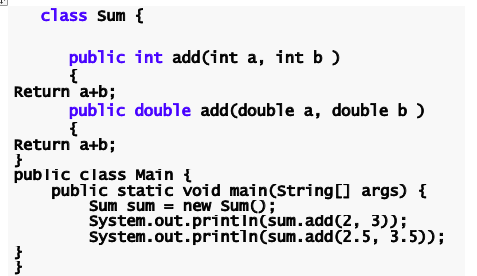 class Sum {
public int add(int a, int b )
{
Return a+b;
public double add(double a, double b )
{
Return a+b;
}
public class Main {
public static void main(String[] args) {
Sum sum = new Sum();
System.out.println(sum.add(2, 3));
System.out.println(sum.add(2.5, 3.5));
}
}